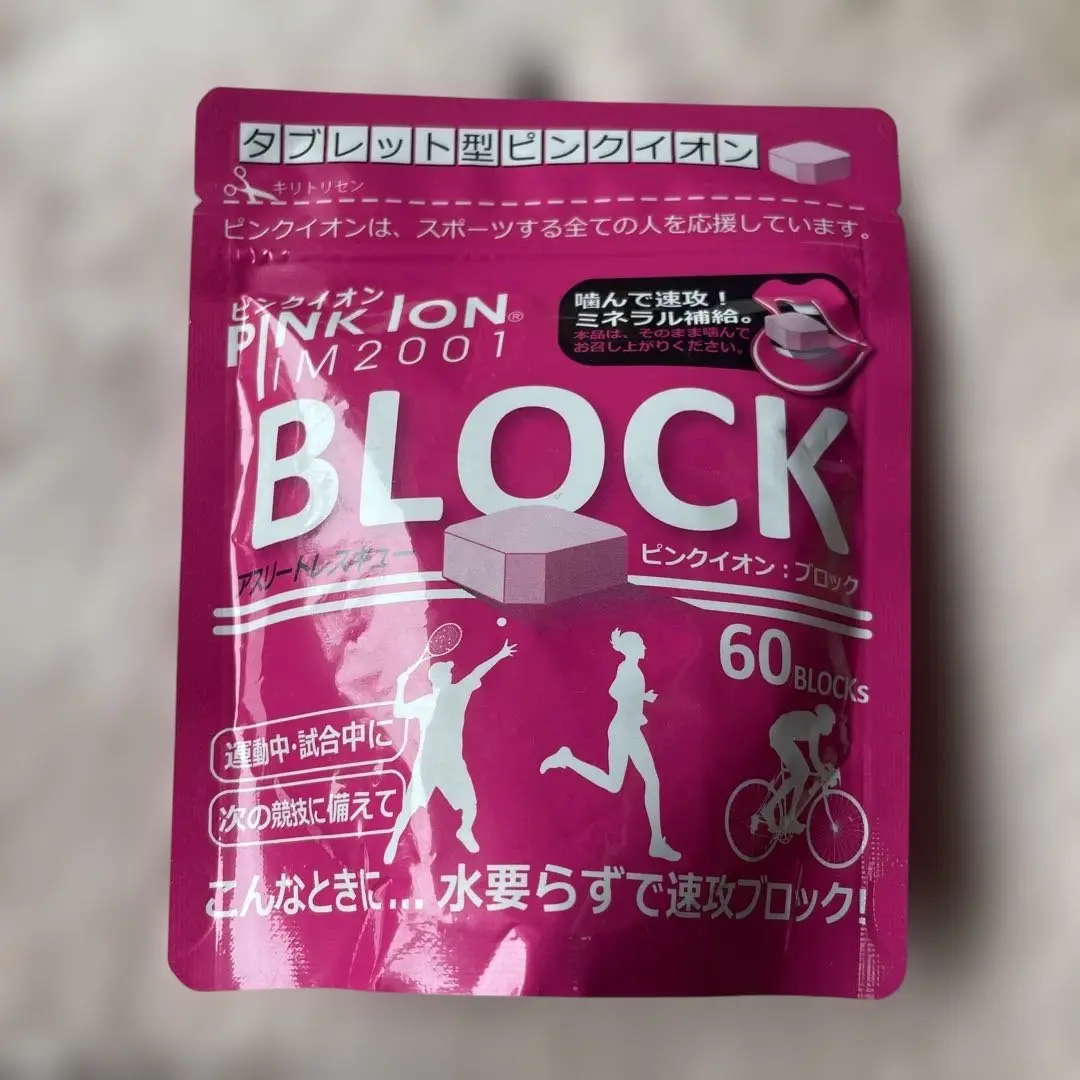 タブレット型ピンクイオン
キリトリセン
ピンクイオンは、スポーツする全ての人を応援しています。
ピンクイオン
PINK ION®
M2001
噛んで速攻！
ミネラル補給。
本品は、そのまま噛んで
お召し上がりください。
BLOCK
アスリートレスキュー
ピンクイオン：ブロック
60 BLOCKs
運動中・試合中に
次の競技に備えて
こんなときに... 水要らずで速攻ブロック！